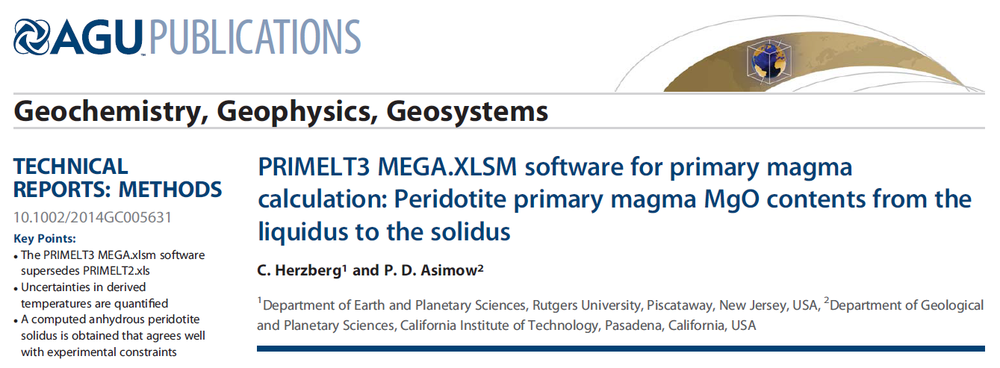 AGU PUBLICATIONS
Geochemistry, Geophysics, Geosystems
TECHNICAL
REPORTS: METHODS
10.1002/2014GC005631
Key Points:
• The PRIMELT3 MEGA.xlsm software
supersedes PRIMELT2.xls
• Uncertainties in derived
temperatures are quantified
• A computed anhydrous peridotite
solidus is obtained that agrees well
with experimental constraints
PRIMELT3 MEGA.XLSM software for primary magma
calculation: Peridotite primary magma MgO contents from the
liquidus to the solidus
C. Herzberg¹ and P. D. Asimow²
¹Department of Earth and Planetary Sciences, Rutgers University, Piscataway, New Jersey, USA, ²Department of Geological
and Planetary Sciences, California Institute of Technology, Pasadena, California, USA